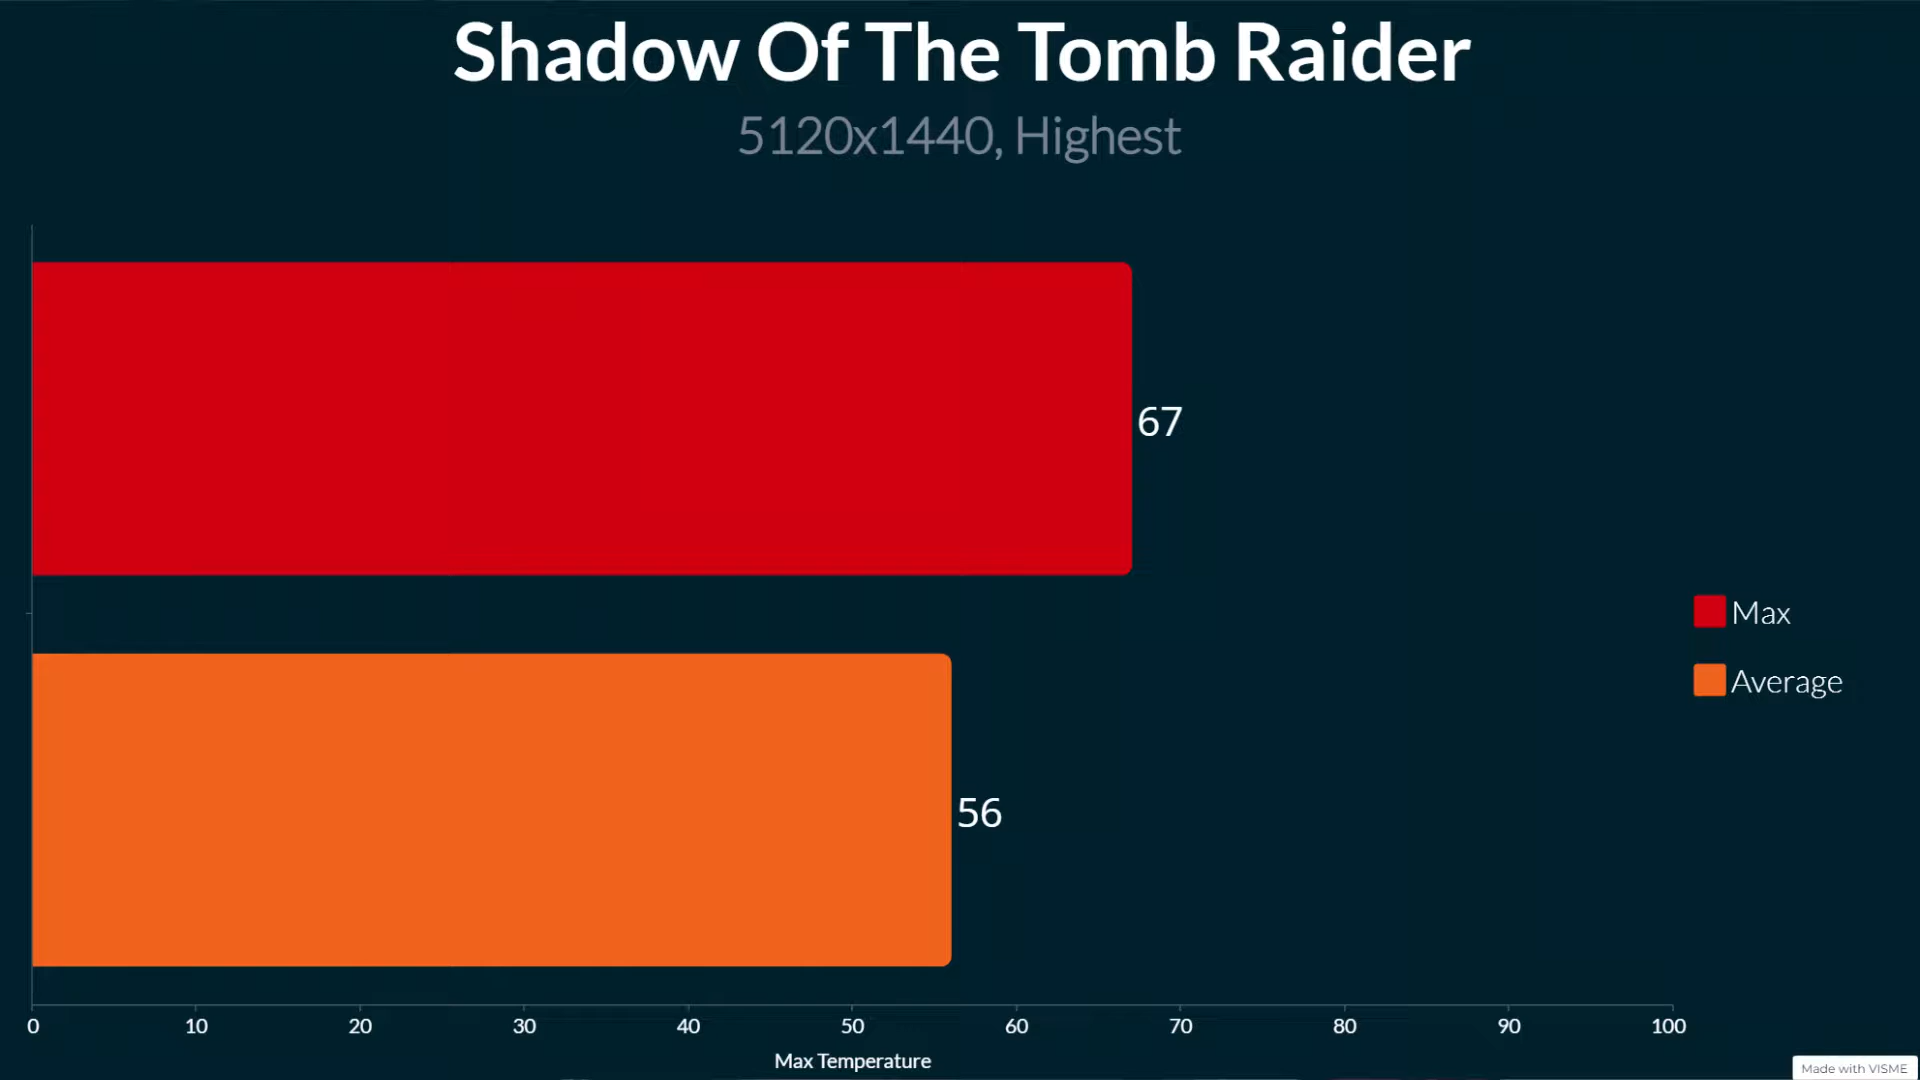 Shadow Of The Tomb Raider
5120x1440, Highest
67
56
Max
Average
0 10 20 30 40 50 60 70 80 90 100
Max Temperature
Made with VISME